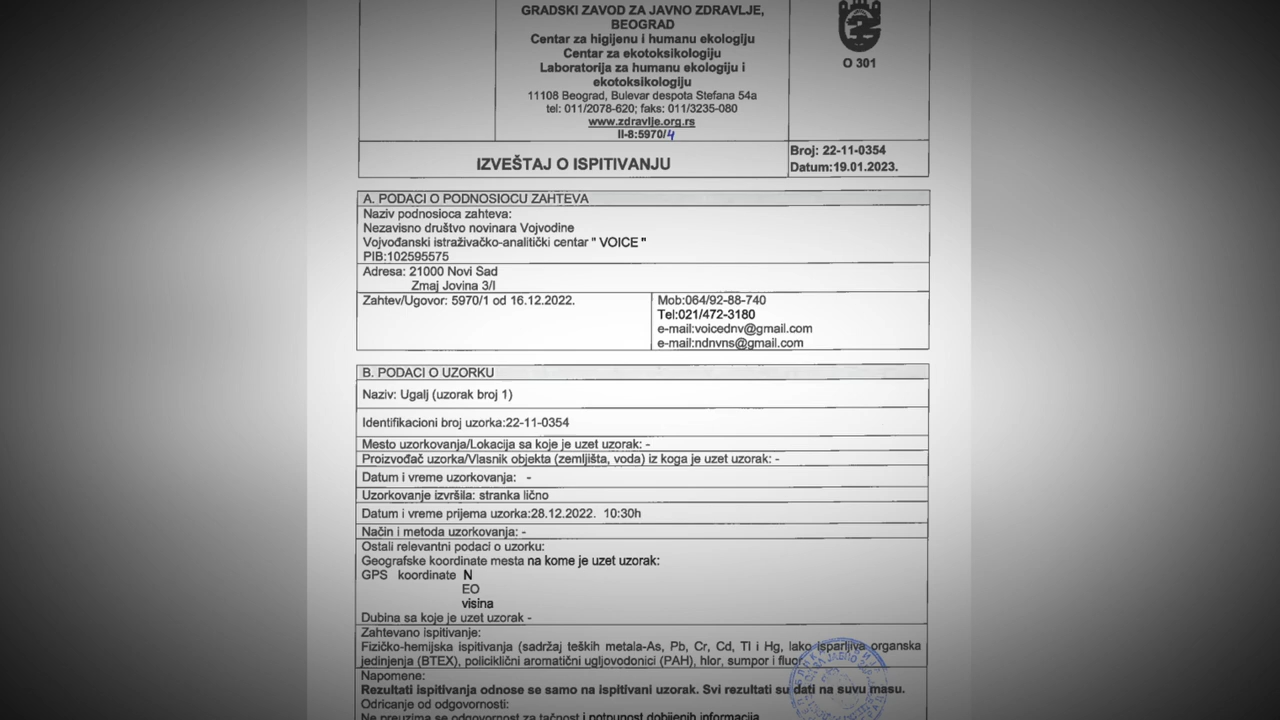 GRADSKI ZAVOD ZA JAVNO ZDRAVLJE,
BEOGRAD
Centar za higijenu i humanu ekologiju
Centar za ekotoksikologiju
Laboratorija za humanu ekologiju i
ekotoksikologiju
11108 Beograd, Bulevar despota Stefana 54a
tel: 011/2078-620; faks: 011/3235-080
www.zdravlje.org.rs
II-8:5970/4
O 301
IZVEŠTAJ O ISPITIVANJU
Broj: 22-11-0354
Datum:19.01.2023.
A. PODACI O PODNOSIOCU ZAHTEVA
Naziv podnosioca zahteva:
Nezavisno društvo novinara Vojvodine
Vojvođanski istraživačko-analitički centar " VOICE "
PIB:102595575
Adresa: 21000 Novi Sad
Zmaj Jovina 3/I
Zahtev/Ugovor: 5970/1 od 16.12.2022.
Mob:064/92-88-740
Tel:021/472-3180
e-mail:voicednv@gmail.com
e-mail:ndnvns@gmail.com
B. PODACI O UZORKU
Naziv: Ugalj (uzorak broj 1)
Identifikacioni broj uzorka:22-11-0354
Mesto uzorkovanja/Lokacija sa koje je uzet uzorak: -
Proizvođač uzorka/Vlasnik objekta (zemljišta, voda) iz koga je uzet uzorak: -
Datum i vreme uzorkovanja: -
Uzorkovanje izvršila: stranka lično
Datum i vreme prijema uzorka:28.12.2022. 10:30h
Način i metoda uzorkovanja: -
Ostali relevantni podaci o uzorku:
Geografske koordinate mesta na kome je uzet uzorak:
GPS koordinate N
EO
visina
Dubina sa koje je uzet uzorak -
Zahtevano ispitivanje:
Fizičko-hemijska ispitivanja (sadržaj teških metala-As, Pb, Cr, Cd, Tl i Hg, lako isparljiva organska
jedinjenja (BTEX), policiklični aromatični ugljovodonici (PAH), hlor, sumpor i fluor
Napomene:
Rezultati ispitivanja odnose se samo na ispitivani uzorak. Svi rezultati su dati na suvu masu.
Odricanje od odgovornosti:
Ne preuzima se odgovornost za tačnost i potpunost dobijenih informacija